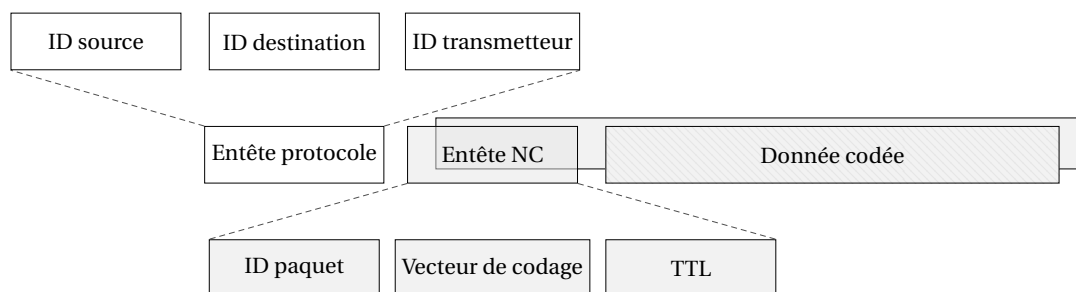 ID source ID destination ID transmetteur
Entête protocole Entête NC Donnée codée
ID paquet Vecteur de codage TTL